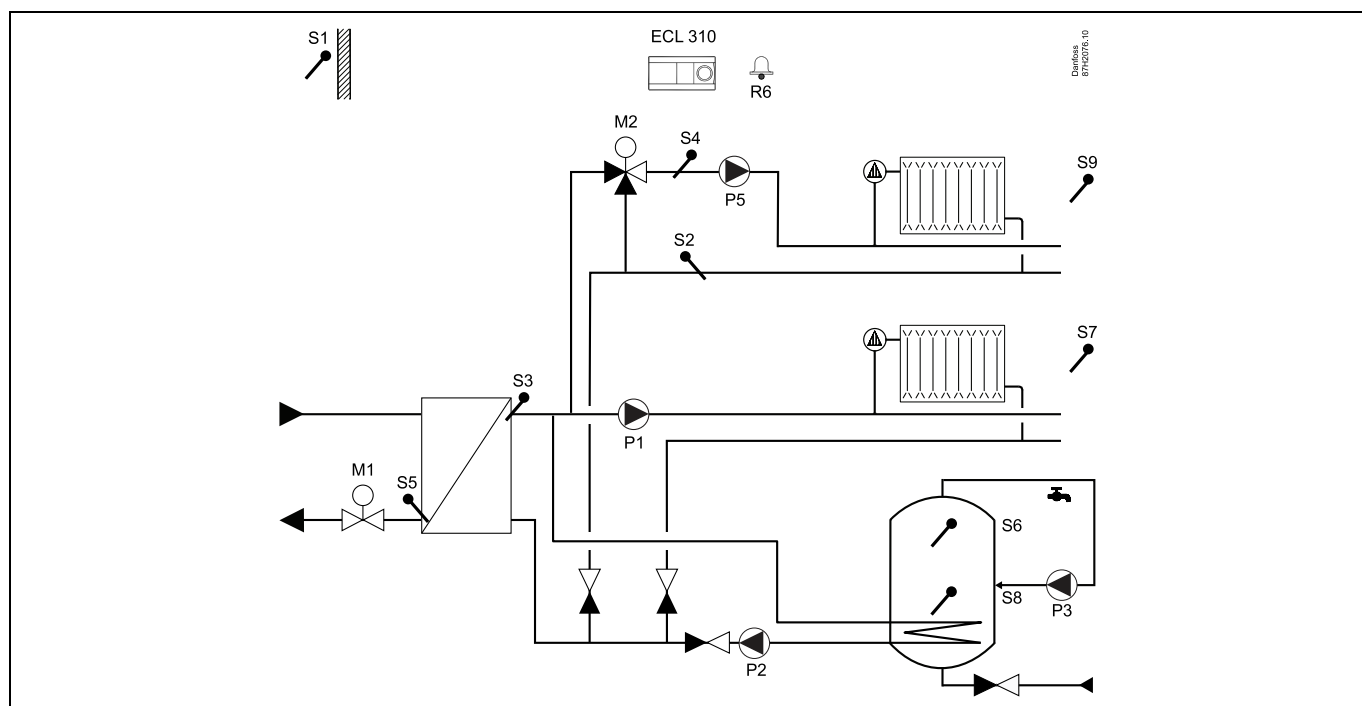 S1
ECL 310
Danfoss
87H2076.10
R6
M2
S4
P5
S9
S2
S7
S3
P1
M1
S5
S6
S8
P3
P2